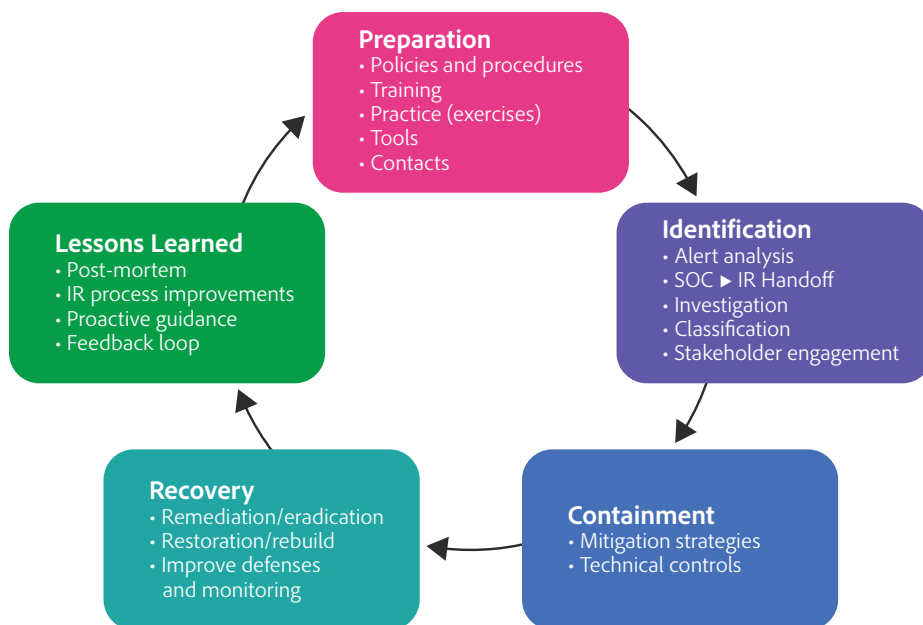 Preparation
• Policies and procedures
• Training
• Practice (exercises)
• Tools
• Contacts
Identification
• Alert analysis
• SOC ► IR Handoff
• Investigation
• Classification
• Stakeholder engagement
Containment
• Mitigation strategies
• Technical controls
Recovery
• Remediation/eradication
• Restoration/rebuild
• Improve defenses
and monitoring
Lessons Learned
• Post-mortem
• IR process improvements
• Proactive guidance
• Feedback loop